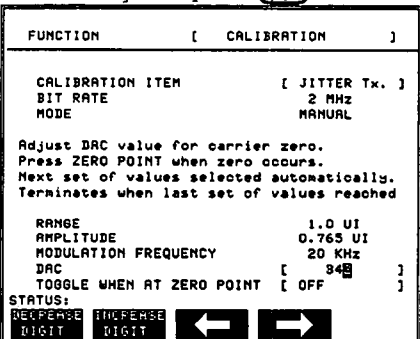 FUNCTION [ CALIBRATION ]
CALIBRATION ITEM [ JITTER Tx. ]
BIT RATE 2 MHz
MODE MANUAL
Adjust DAC value for carrier zero.
Press ZERO POINT when zero occurs.
Next set of values selected automatically.
Terminates when last set of values reached
RANGE 1.0 UI
AMPLITUDE 0.765 UI
MODULATION FREQUENCY 20 KHz
DAC [ 34 ]
TOGGLE WHEN AT ZERO POINT [ OFF ]
STATUS:
DECREASE DIGIT INCREASE DIGIT